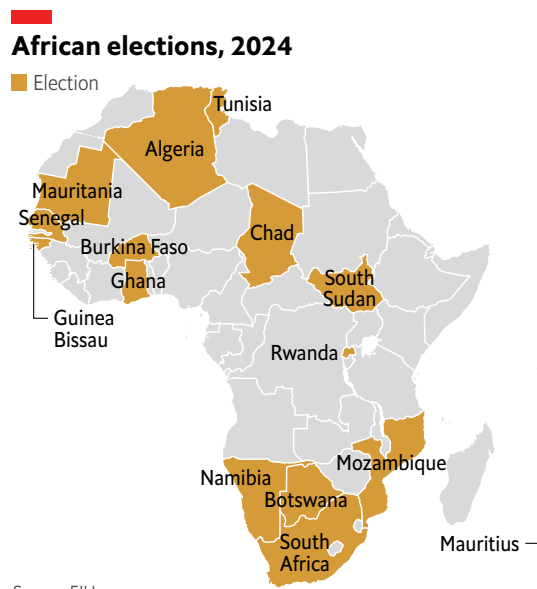 African elections, 2024
Election
Tunisia
Algeria
Mauritania
Senegal
Burkina Faso
Chad
Ghana
South
Sudan
Guinea
Bissau
Rwanda
Mozambique
Namibia
Botswana
South
Africa
Mauritius